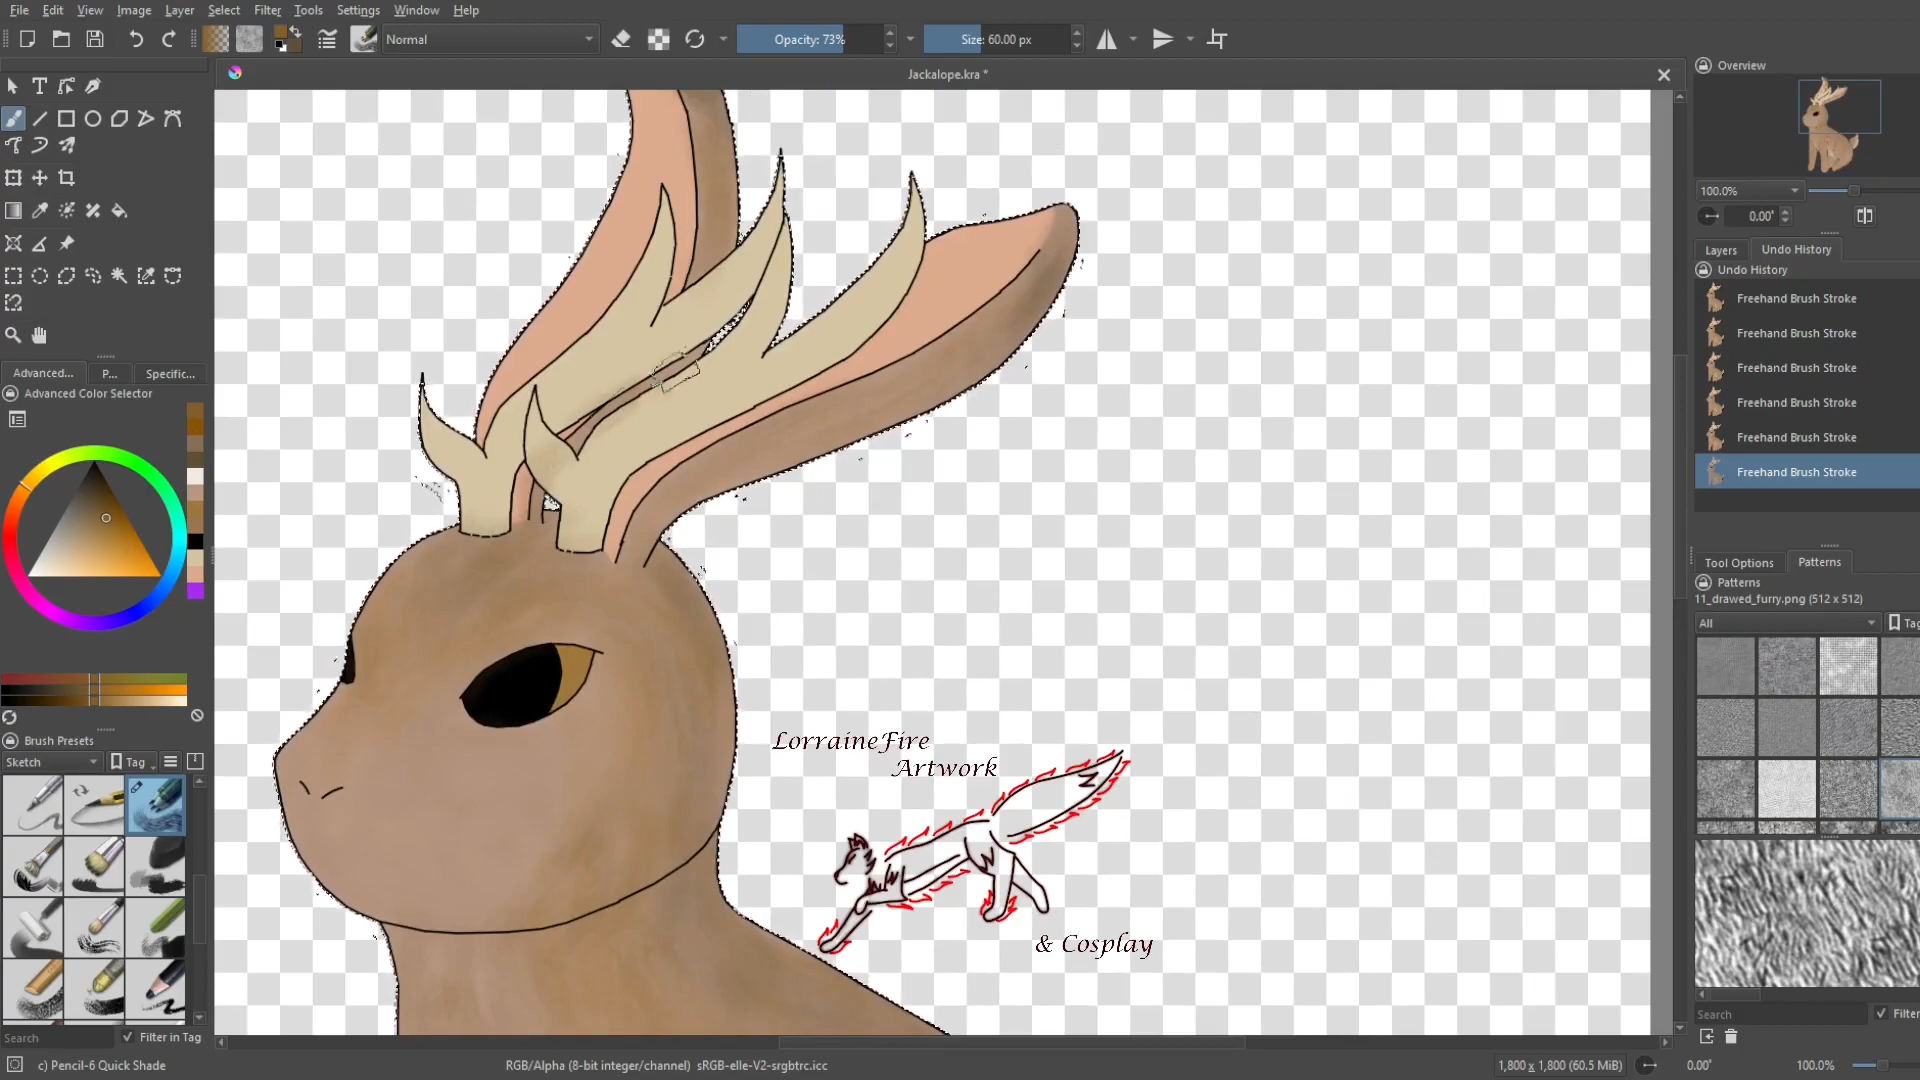 File Edit View Image Layer Filter Tools Settings Window Help
Normal
Opacity: 73%
Size: 60.00 px
Jackalope.kra *
Overview
100.0%
0.00°
Layers
Undo History
Undo History
Freehand Brush Stroke
Freehand Brush Stroke
Freehand Brush Stroke
Freehand Brush Stroke
Freehand Brush Stroke
Freehand Brush Stroke
Advanced...
P...
Specific...
Advanced Color Selector
Tool Options
Patterns
Patterns
11_drawed_furry.png (512 x 512)
All
Tag
Brush Presets
Sketch
Tag
LorraineFire
Artwork
& Cosplay
Search
Filter
Search
Filter in Tag
c) Pencil-6 Quick Shade
RGB/Alpha (8-bit integer/channel) sRGB-elle-V2-srgbtrc.icc
1,800 x 1,800 (60.5 MiB)
0.00°
100.0%